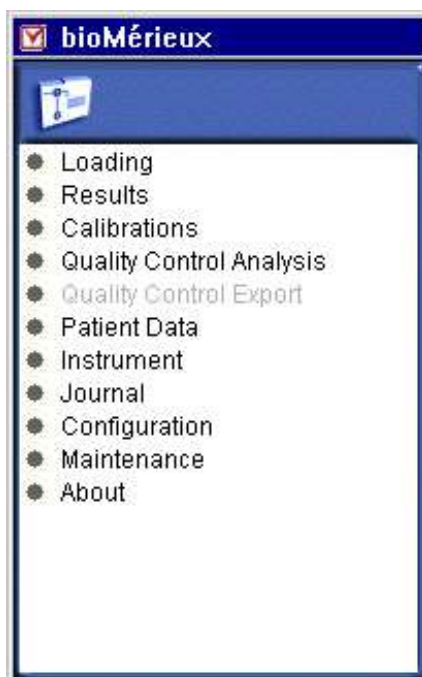 bioMérieux
Loading
Results
Calibrations
Quality Control Analysis
Quality Control Export
Patient Data
Instrument
Journal
Configuration
Maintenance
About